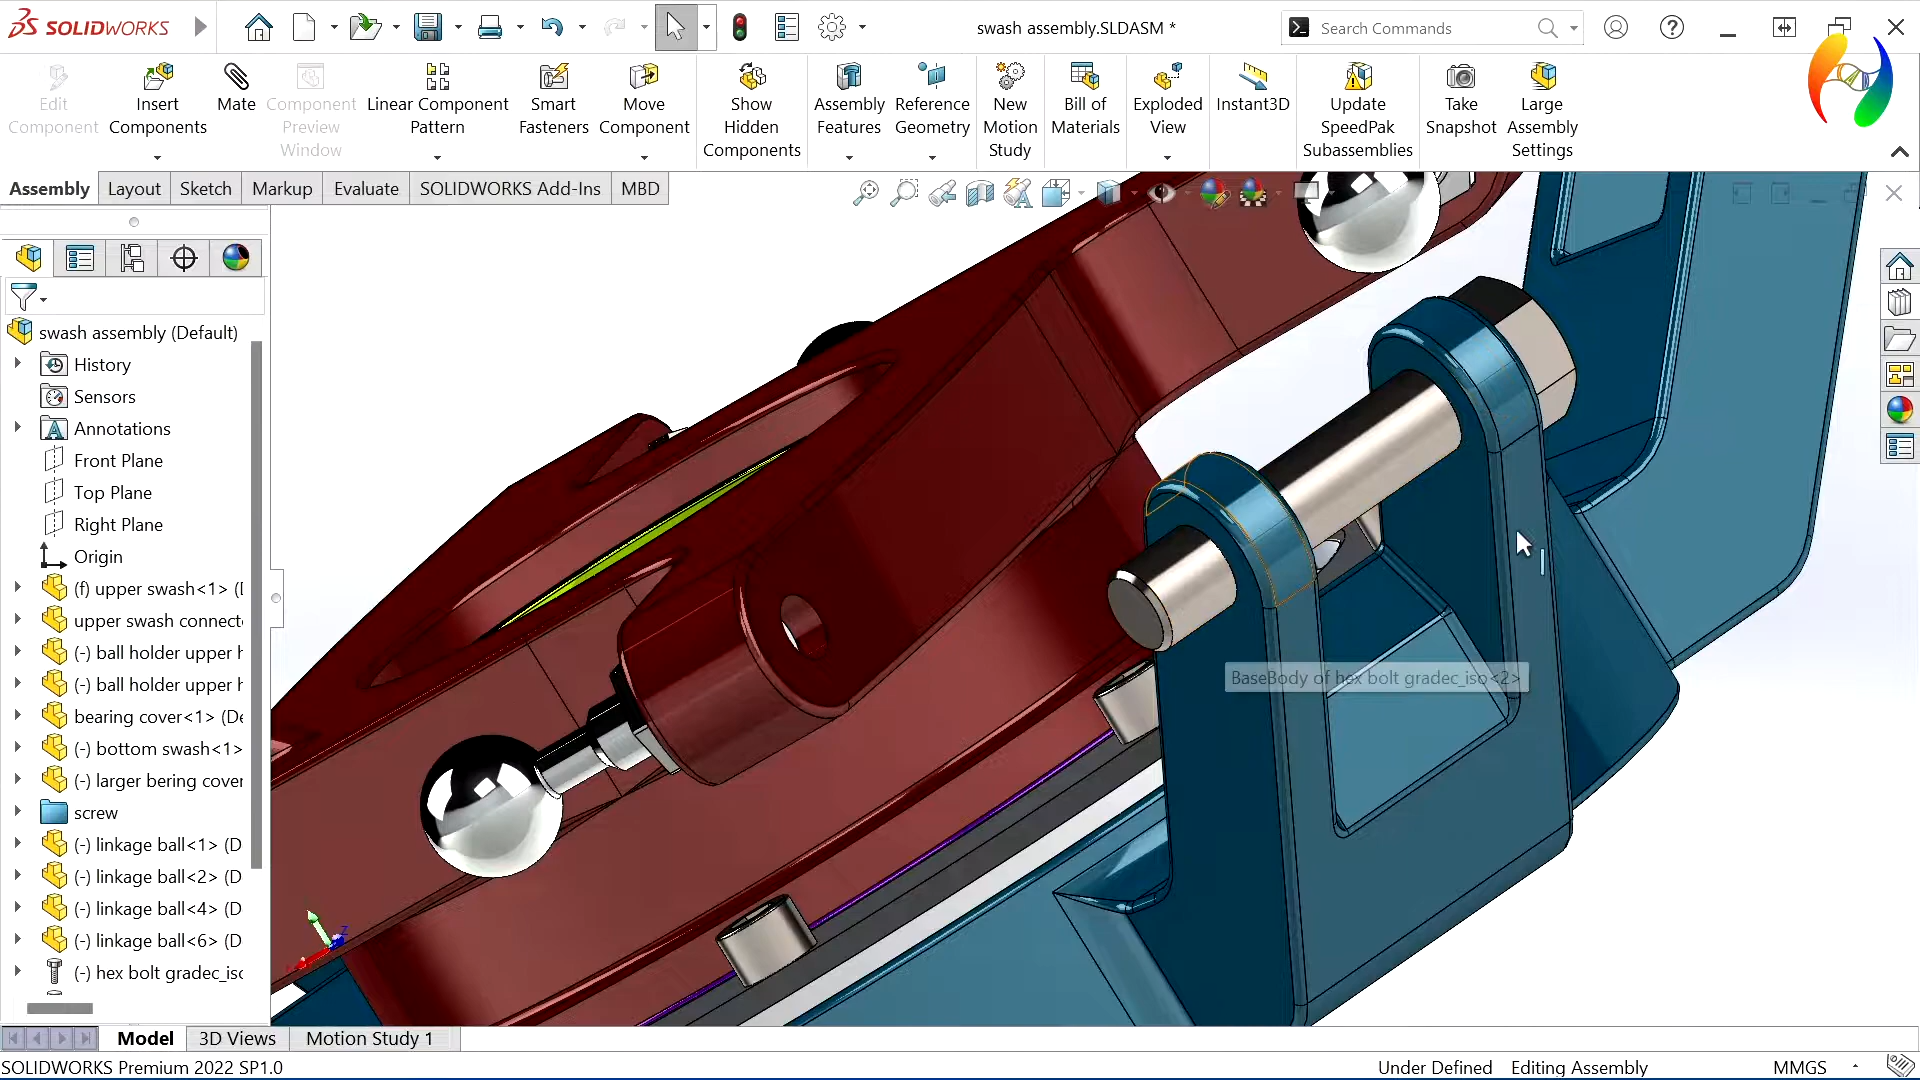 SOLIDWORKS
swash assembly.SLDASM *
Search Commands
Edit Component
Insert Components
Mate
Component Preview Window
Linear Component Pattern
Smart Fasteners
Move Component
Show Hidden Components
Assembly Features
Reference Geometry
New Motion Study
Bill of Materials
Exploded View
Instant3D
Update SpeedPak Subassemblies
Take Snapshot
Large Assembly Settings
Assembly
Layout
Sketch
Markup
Evaluate
SOLIDWORKS Add-Ins
MBD
swash assembly (Default)
History
Sensors
Annotations
Front Plane
Top Plane
Right Plane
Origin
(f) upper swash<1> (
upper swash connect
(-) ball holder upper h
(-) ball holder upper h
bearing cover<1> (De
(-) bottom swash<1>
(-) larger bering cover
screw
(-) linkage ball<1> (D
(-) linkage ball<2> (D
(-) linkage ball<4> (D
(-) linkage ball<6> (D
(-) hex bolt gradec_iso
BaseBody of hex bolt gradec_iso<2>
Z
Model
3D Views
Motion Study 1
SOLIDWORKS Premium 2022 SP1.0
Under Defined
Editing Assembly
MMGS